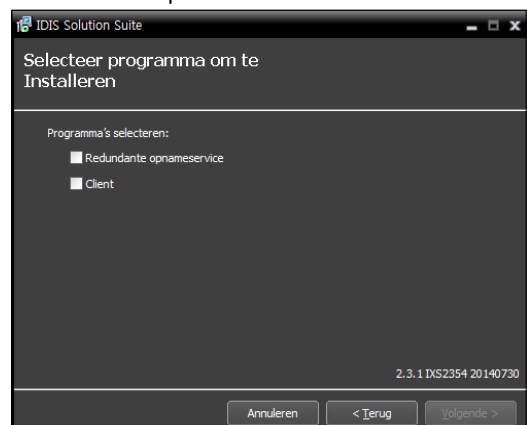 IDIS Solution Suite
Selecteer programma om te
Installeren
Programma's selecteren:
Redundante opnameservice
Client
2.3.1 IXS2354 20140730
Annuleren
< Terug
Volgende >